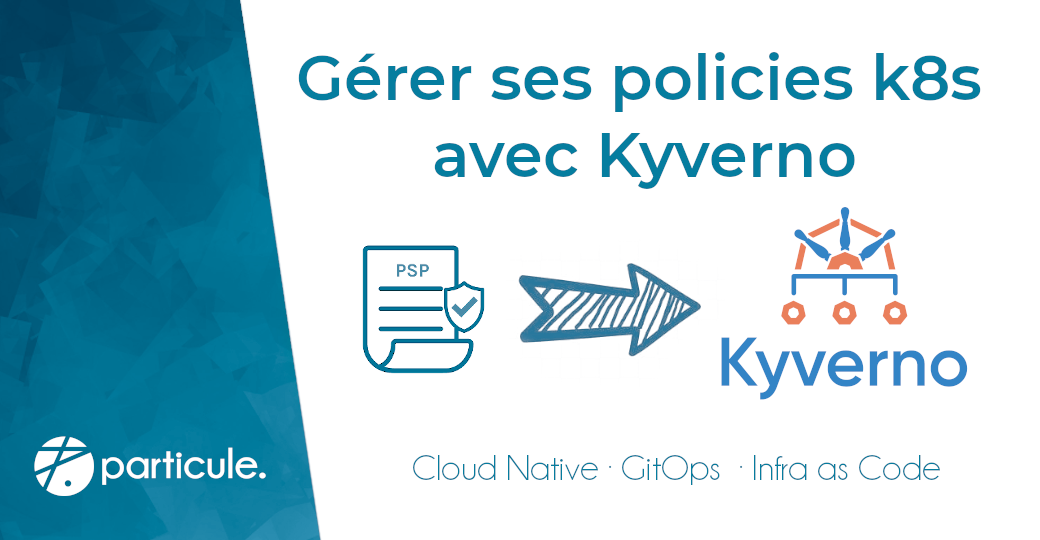 Gérer ses policies k8s
avec Kyverno
PSP
Kyverno
particule.
Cloud Native · GitOps · Infra as Code